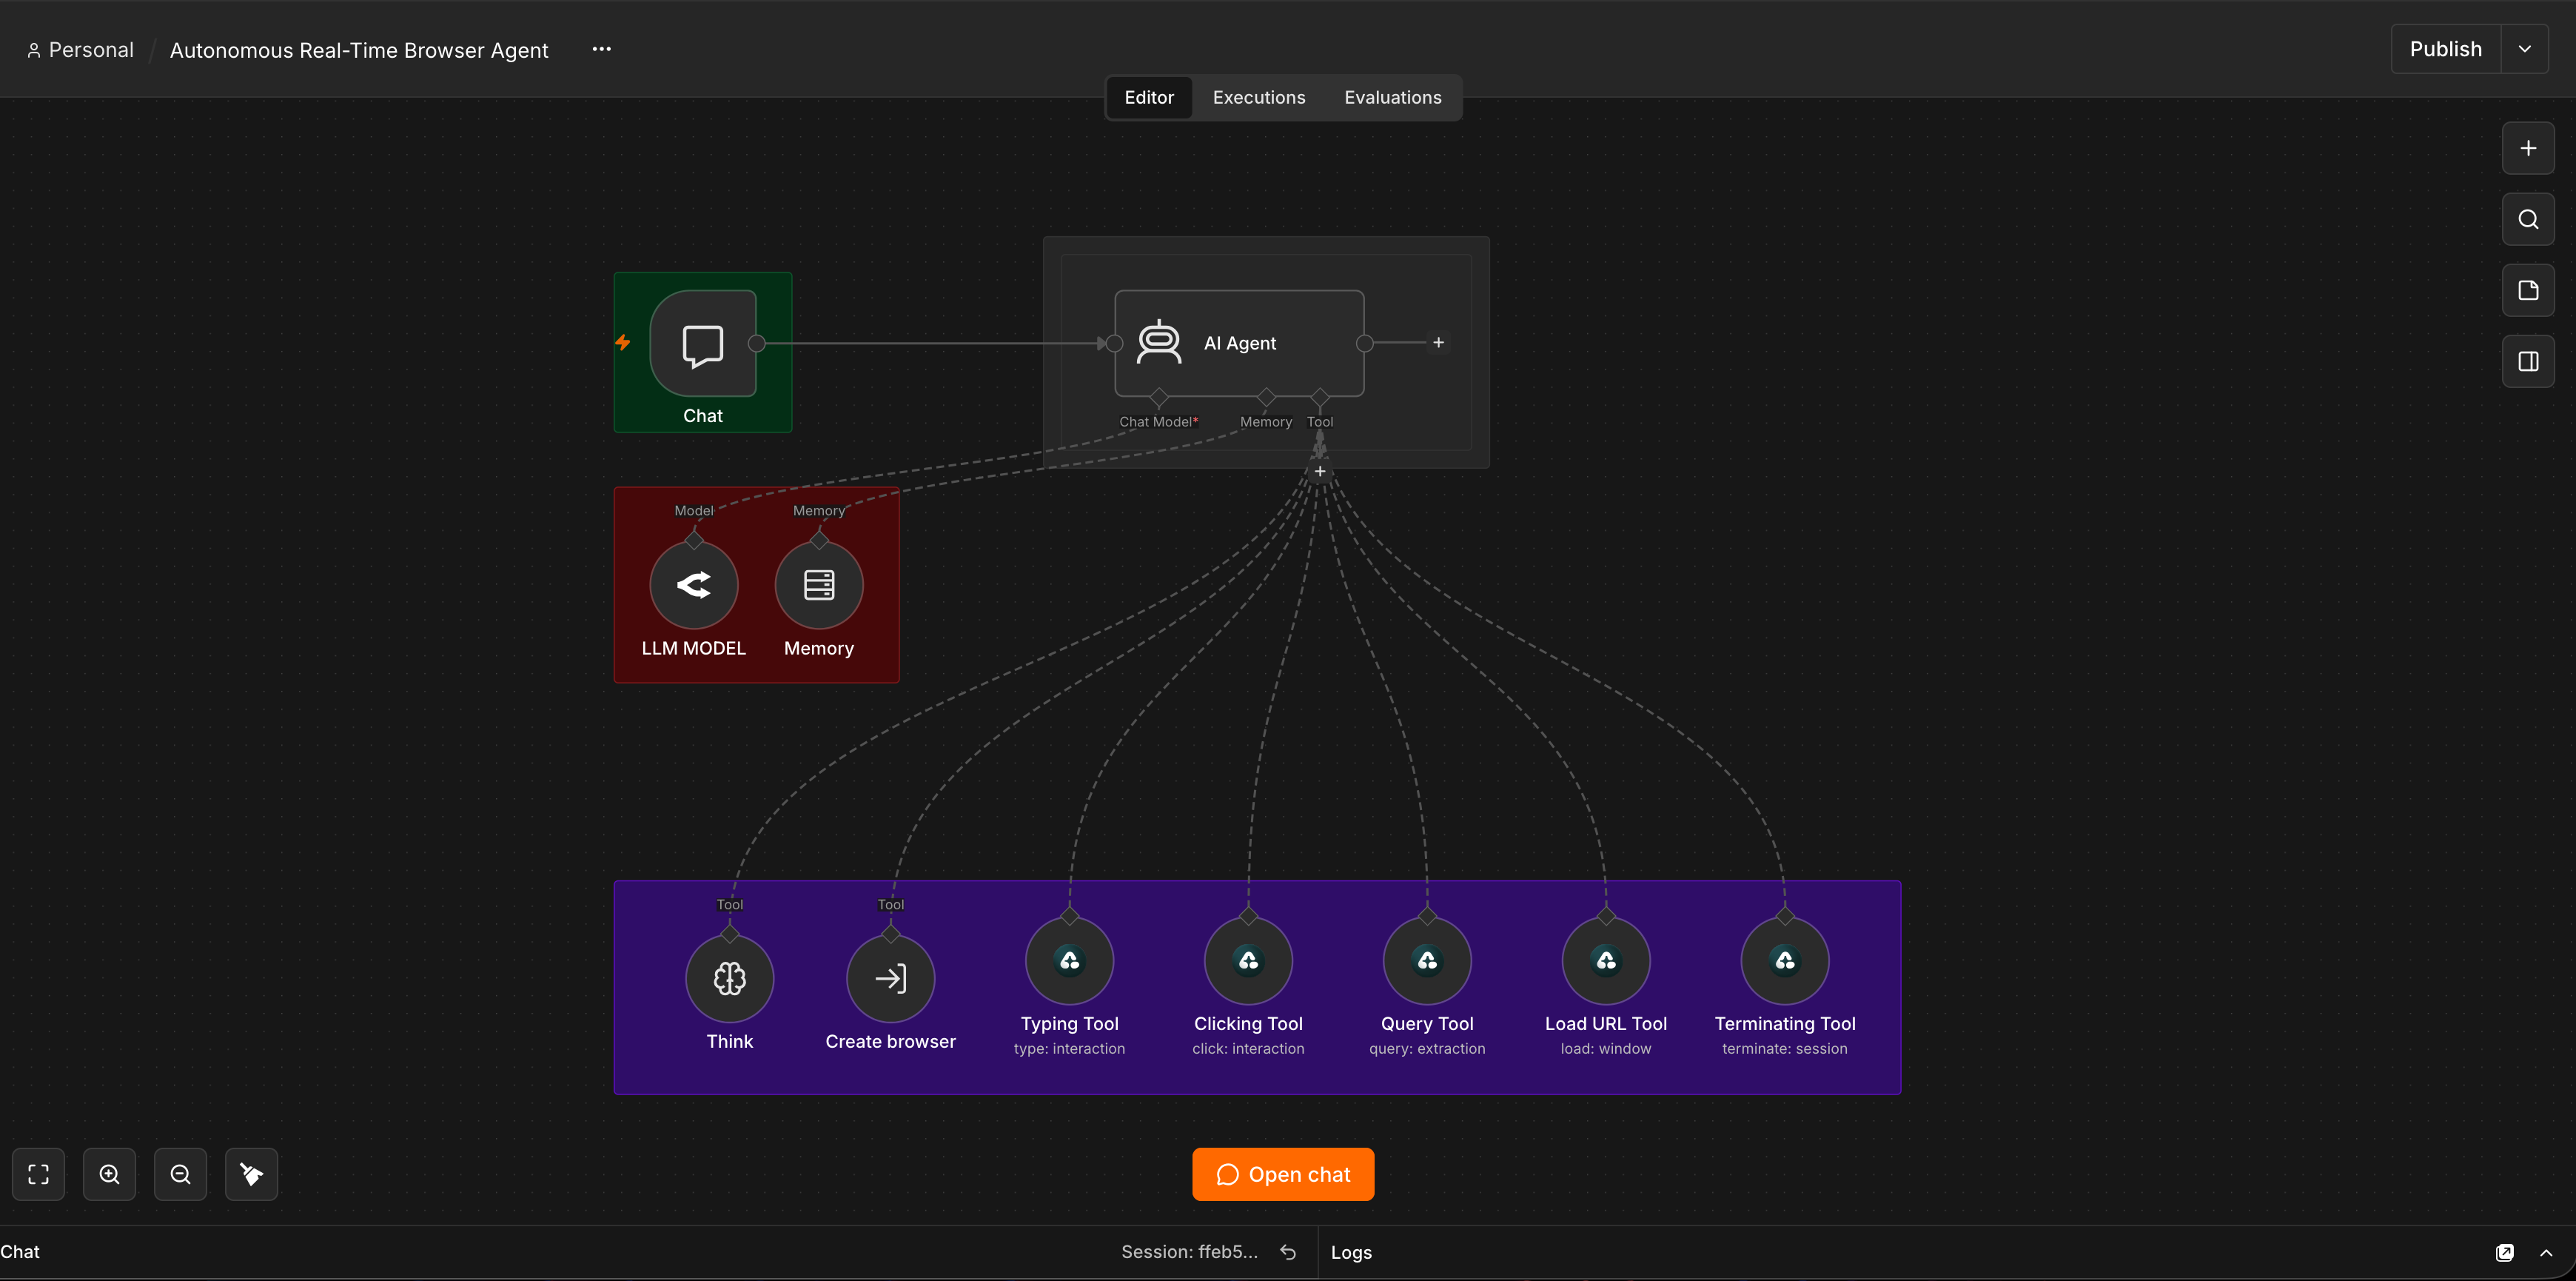 Personal / Autonomous Real-Time Browser Agent ...
Publish
Editor Executions Evaluations
Chat
AI Agent
Chat Model* Memory Tool
Model Memory
LLM MODEL Memory
Tool Tool
Think Create browser
Typing Tool Clicking Tool Query Tool Load URL Tool Terminating Tool
type: interaction click: interaction query: extraction load: window terminate: session
Open chat
Chat Session: ffeb5... Logs